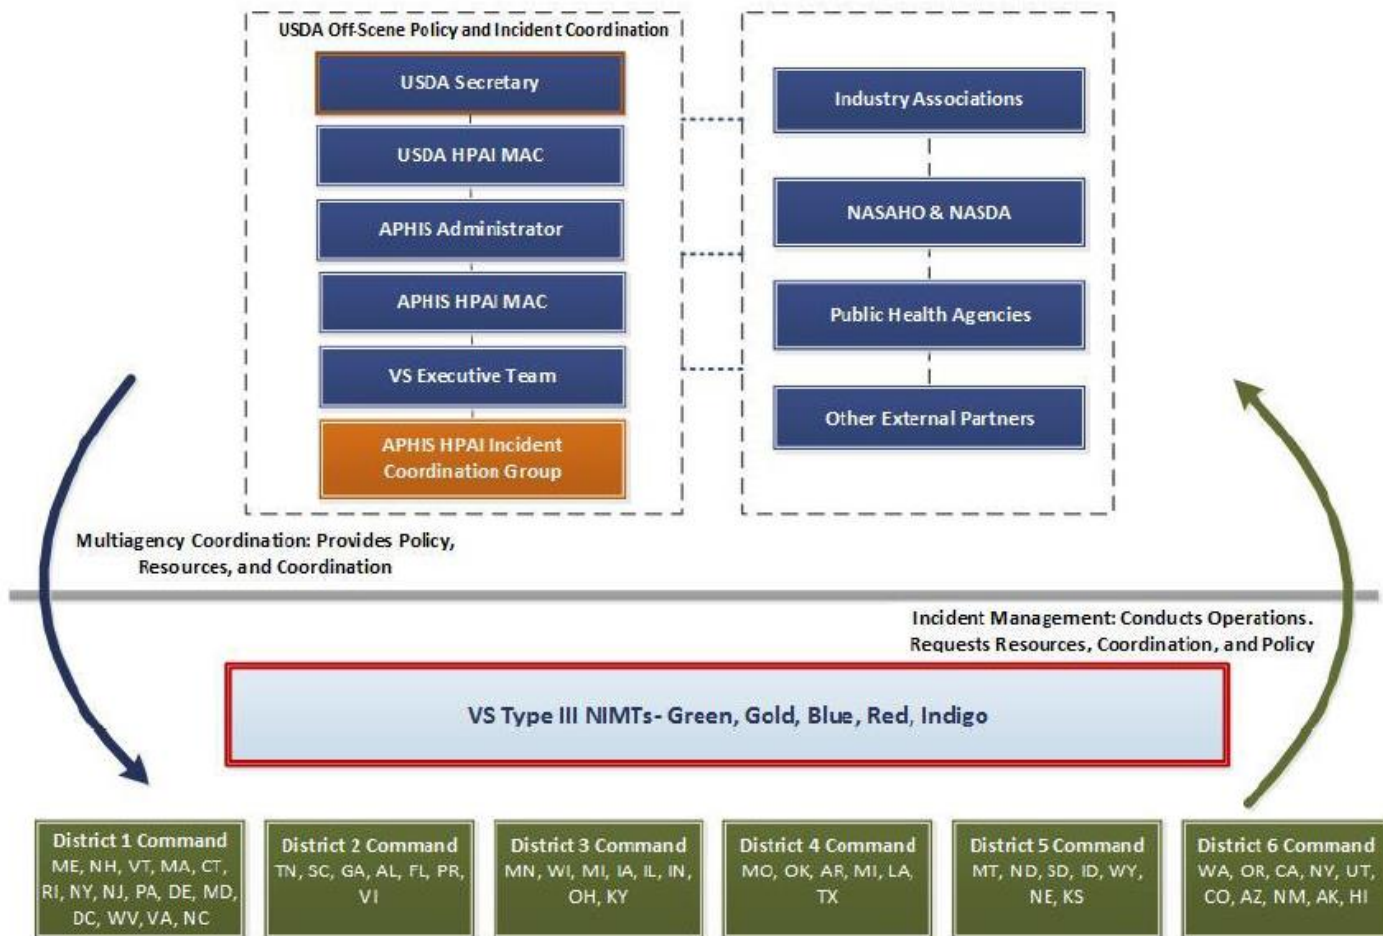 USDA Off-Scene Policy and Incident Coordination
USDA Secretary
USDA HPAI MAC
APHIS Administrator
APHIS HPAI MAC
VS Executive Team
APHIS HPAI Incident
Coordination Group
Industry Associations
NASAHO & NASDA
Public Health Agencies
Other External Partners
Multiagency Coordination: Provides Policy,
Resources, and Coordination
Incident Management: Conducts Operations.
Requests Resources, Coordination, and Policy
VS Type III NIMTs- Green, Gold, Blue, Red, Indigo
District 1 Command
ME, NH, VT, MA, CT,
RI, NY, NJ, PA, DE, MD,
DC, WV, VA, NC
District 2 Command
TN, SC, GA, AL, FL, PR,
VI
District 3 Command
MN, WI, MI, IA, IL, IN,
OH, KY
District 4 Command
MO, OK, AR, MI, LA,
TX
District 5 Command
MT, ND, SD, ID, WY,
NE, KS
District 6 Command
WA, OR, CA, NY, UT,
CO, AZ, NM, AK, HI